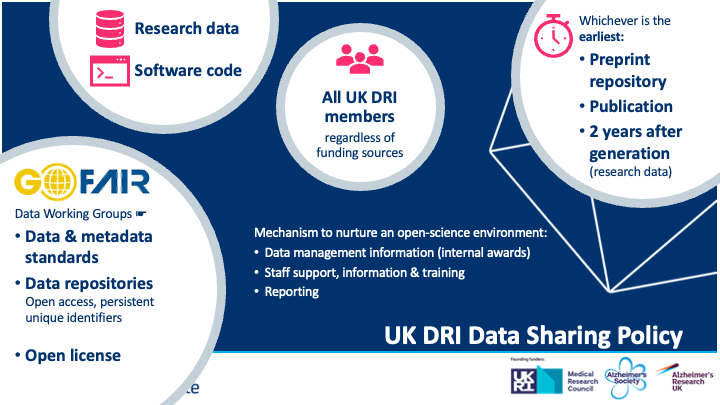 Research data
Software code
All UK DRI
members
regardless of
funding sources
Whichever is the
earliest:
• Preprint
repository
• Publication
• 2 years after
generation
(research data)
GO FAIR
Data Working Groups ☛
• Data & metadata
standards
• Data repositories
Open access, persistent
unique identifiers
• Open license
Mechanism to nurture an open-science environment:
• Data management information (internal awards)
• Staff support, information & training
• Reporting
UK DRI Data Sharing Policy
Founding funders:
UKRI
Medical
Research
Council
Alzheimer's
Society
Alzheimer's
Research
UK